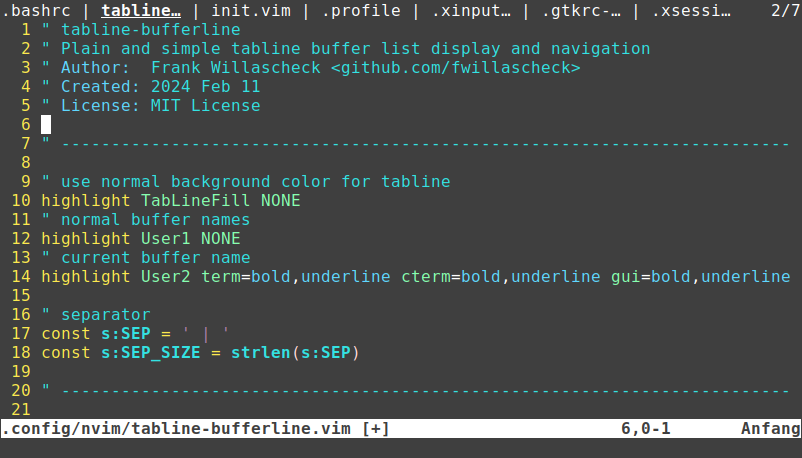 .bashrc | tabline… | init.vim | .profile | .xinput… | .gtkrc-… | .xsessi… 2/7
1 " tabline-bufferline
2 " Plain and simple tabline buffer list display and navigation
3 " Author:  Frank Willascheck <github.com/fwillascheck>
4 " Created: 2024 Feb 11
5 " License: MIT License
6
7 " -------------------------------------------------------------------------
8
9 " use normal background color for tabline
10 highlight TabLineFill NONE
11 " normal buffer names
12 highlight User1 NONE
13 " current buffer name
14 highlight User2 term=bold,underline cterm=bold,underline gui=bold,underline
15
16 " separator
17 const s:SEP = ' | '
18 const s:SEP_SIZE = strlen(s:SEP)
19
20 " -------------------------------------------------------------------------
21
.config/nvim/tabline-bufferline.vim [+] 6,0-1 Anfang